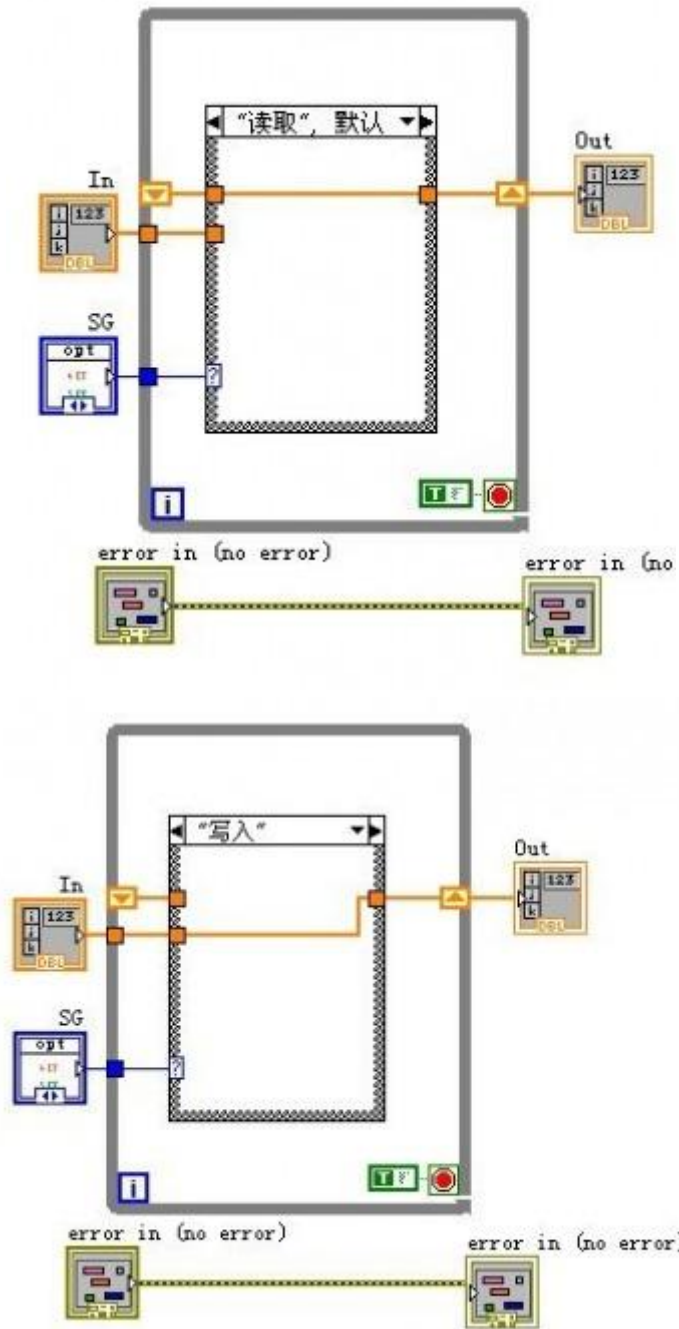 "读取", 默认
Out
In
i 123
j
k
DBL
i 123
j
k
DBL
SG
opt
?
i
T
error in (no error)
error in (no
"写入"
Out
In
i 123
j
k
DBL
i 123
j
k
DBL
SG
opt
?
i
T
error in (no error)
error in (no error)